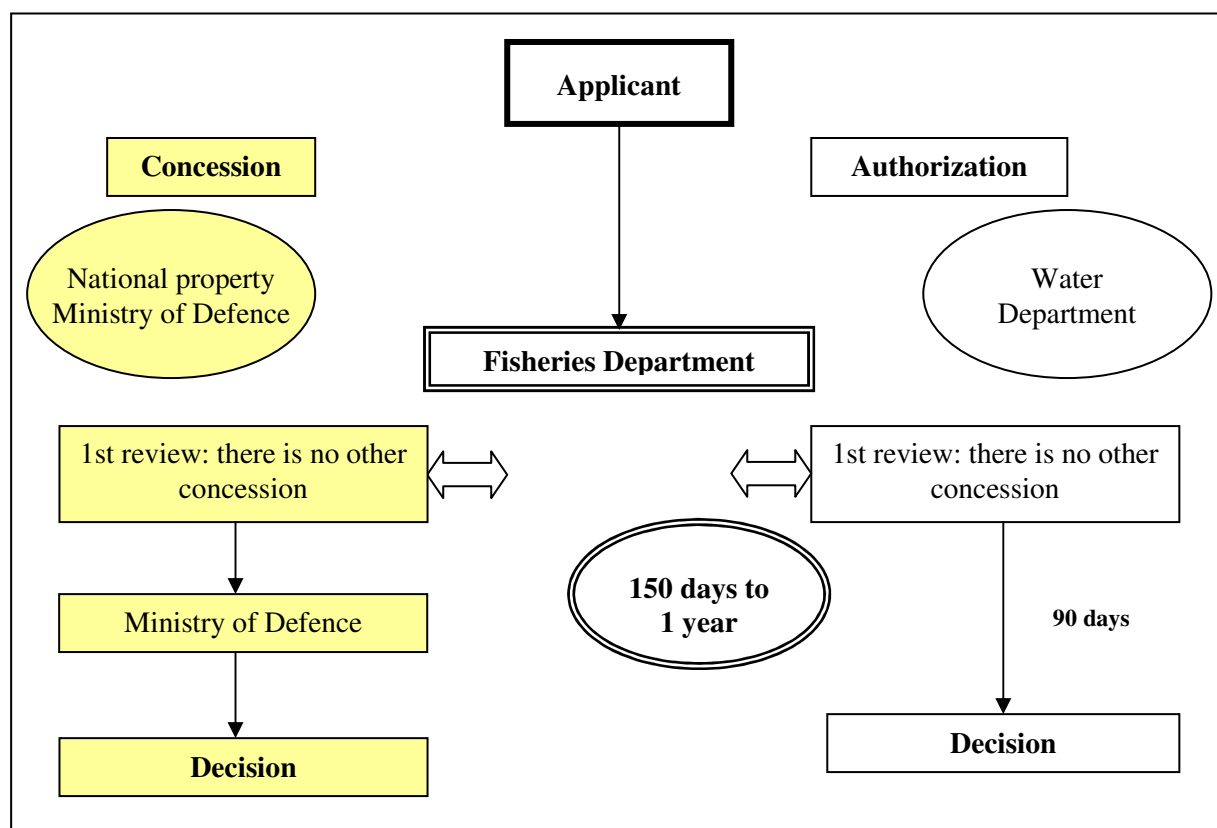 Applicant
Concession
Authorization
National property
Ministry of Defence
Water
Department
Fisheries Department
1st review: there is no other
concession
1st review: there is no other
concession
150 days to
1 year
Ministry of Defence
90 days
Decision
Decision